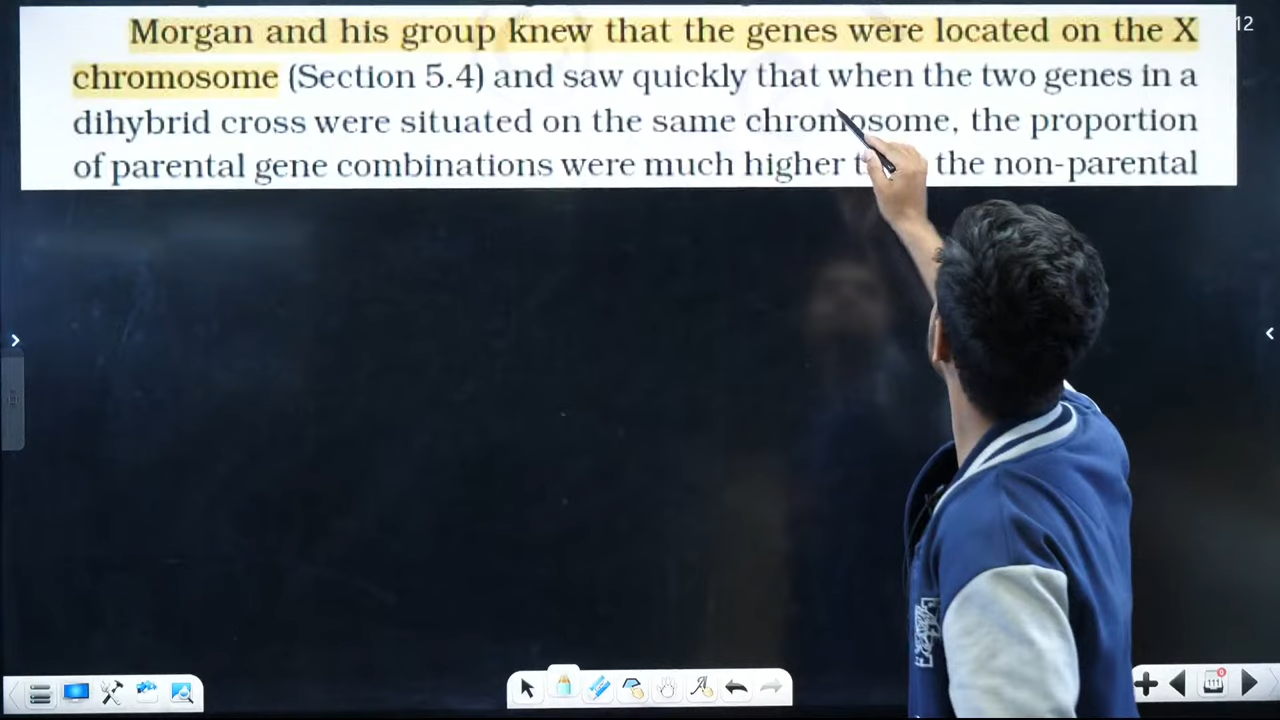 Morgan and his group knew that the genes were located on the X
12
chromosome (Section 5.4) and saw quickly that when the two genes in a
dihybrid cross were situated on the same chromosome, the proportion
of parental gene combinations were much higher the non-parental